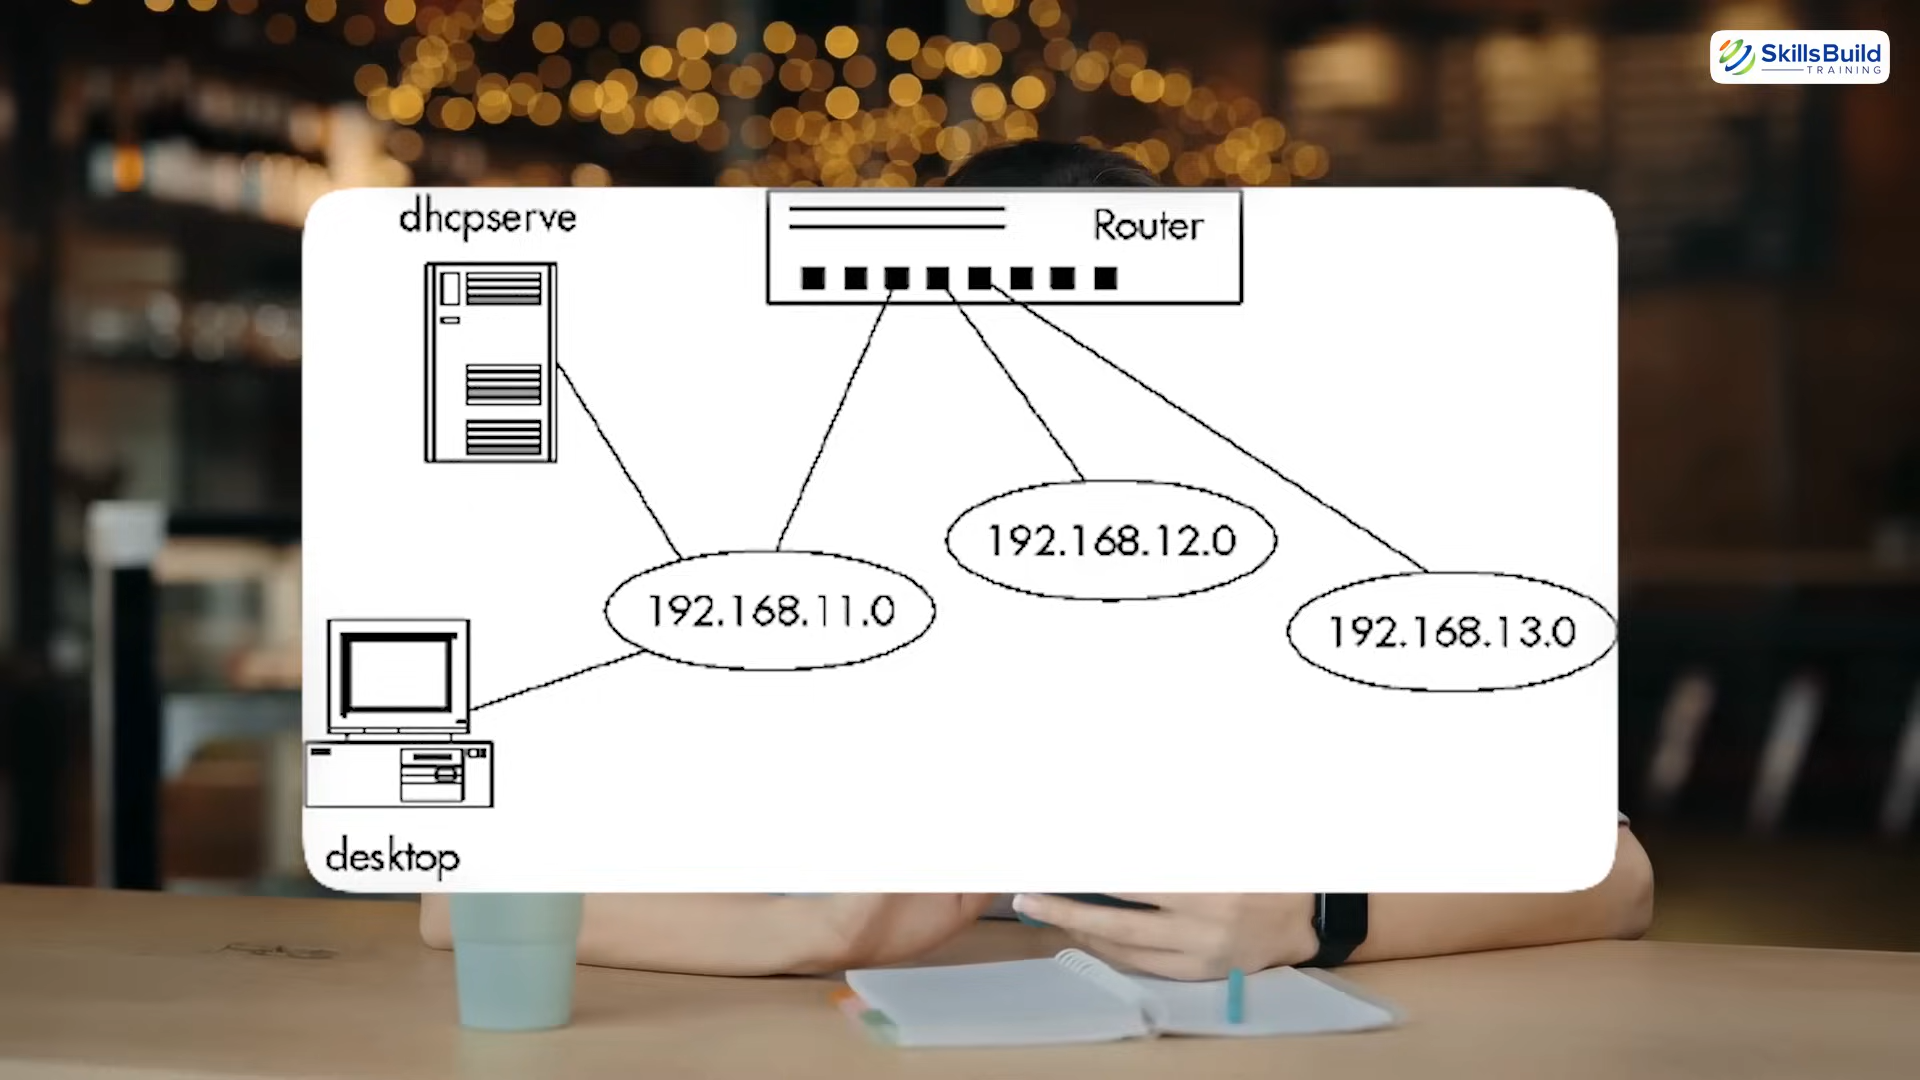 SkillsBuild
TRAINING
dhcpserve
Router
192.168.12.0
192.168.11.0
192.168.13.0
desktop